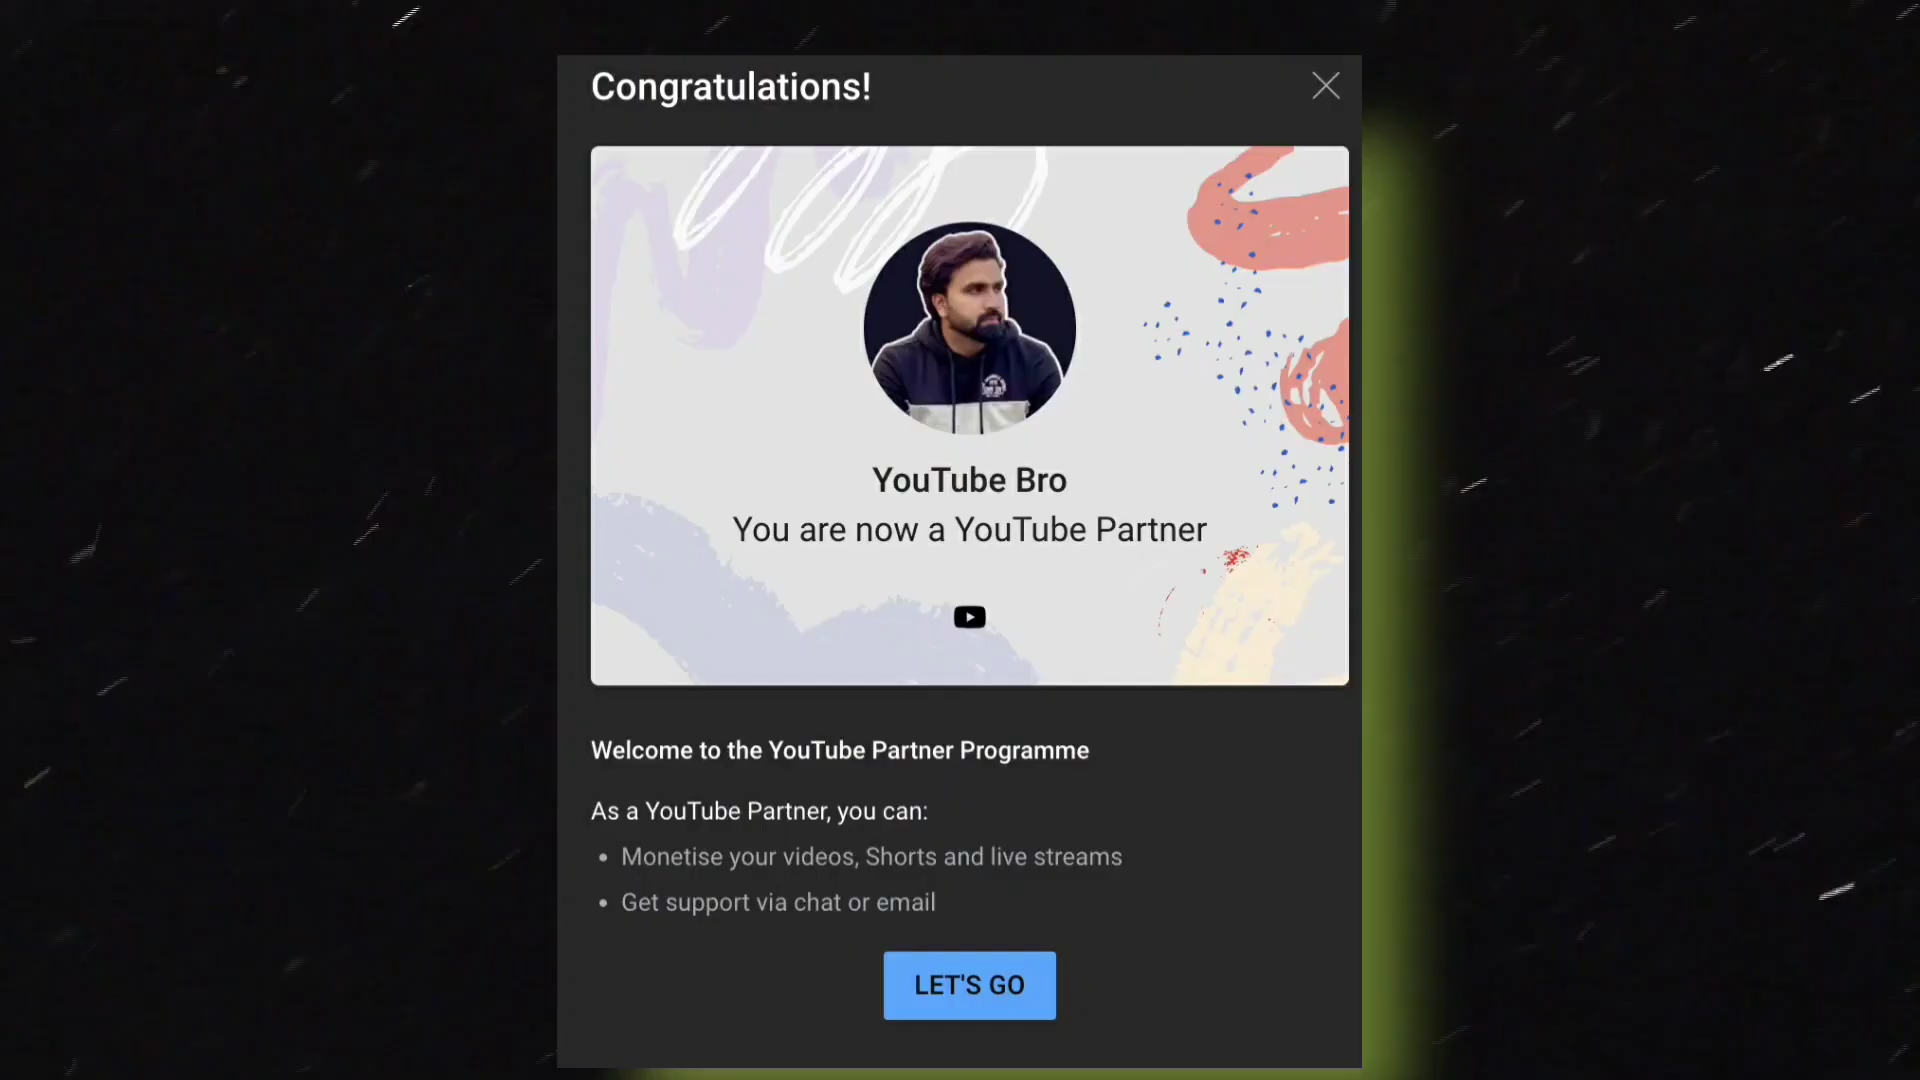 Congratulations!
YouTube Bro
You are now a YouTube Partner
Welcome to the YouTube Partner Programme
As a YouTube Partner, you can:
• Monetise your videos, Shorts and live streams
• Get support via chat or email
LET'S GO